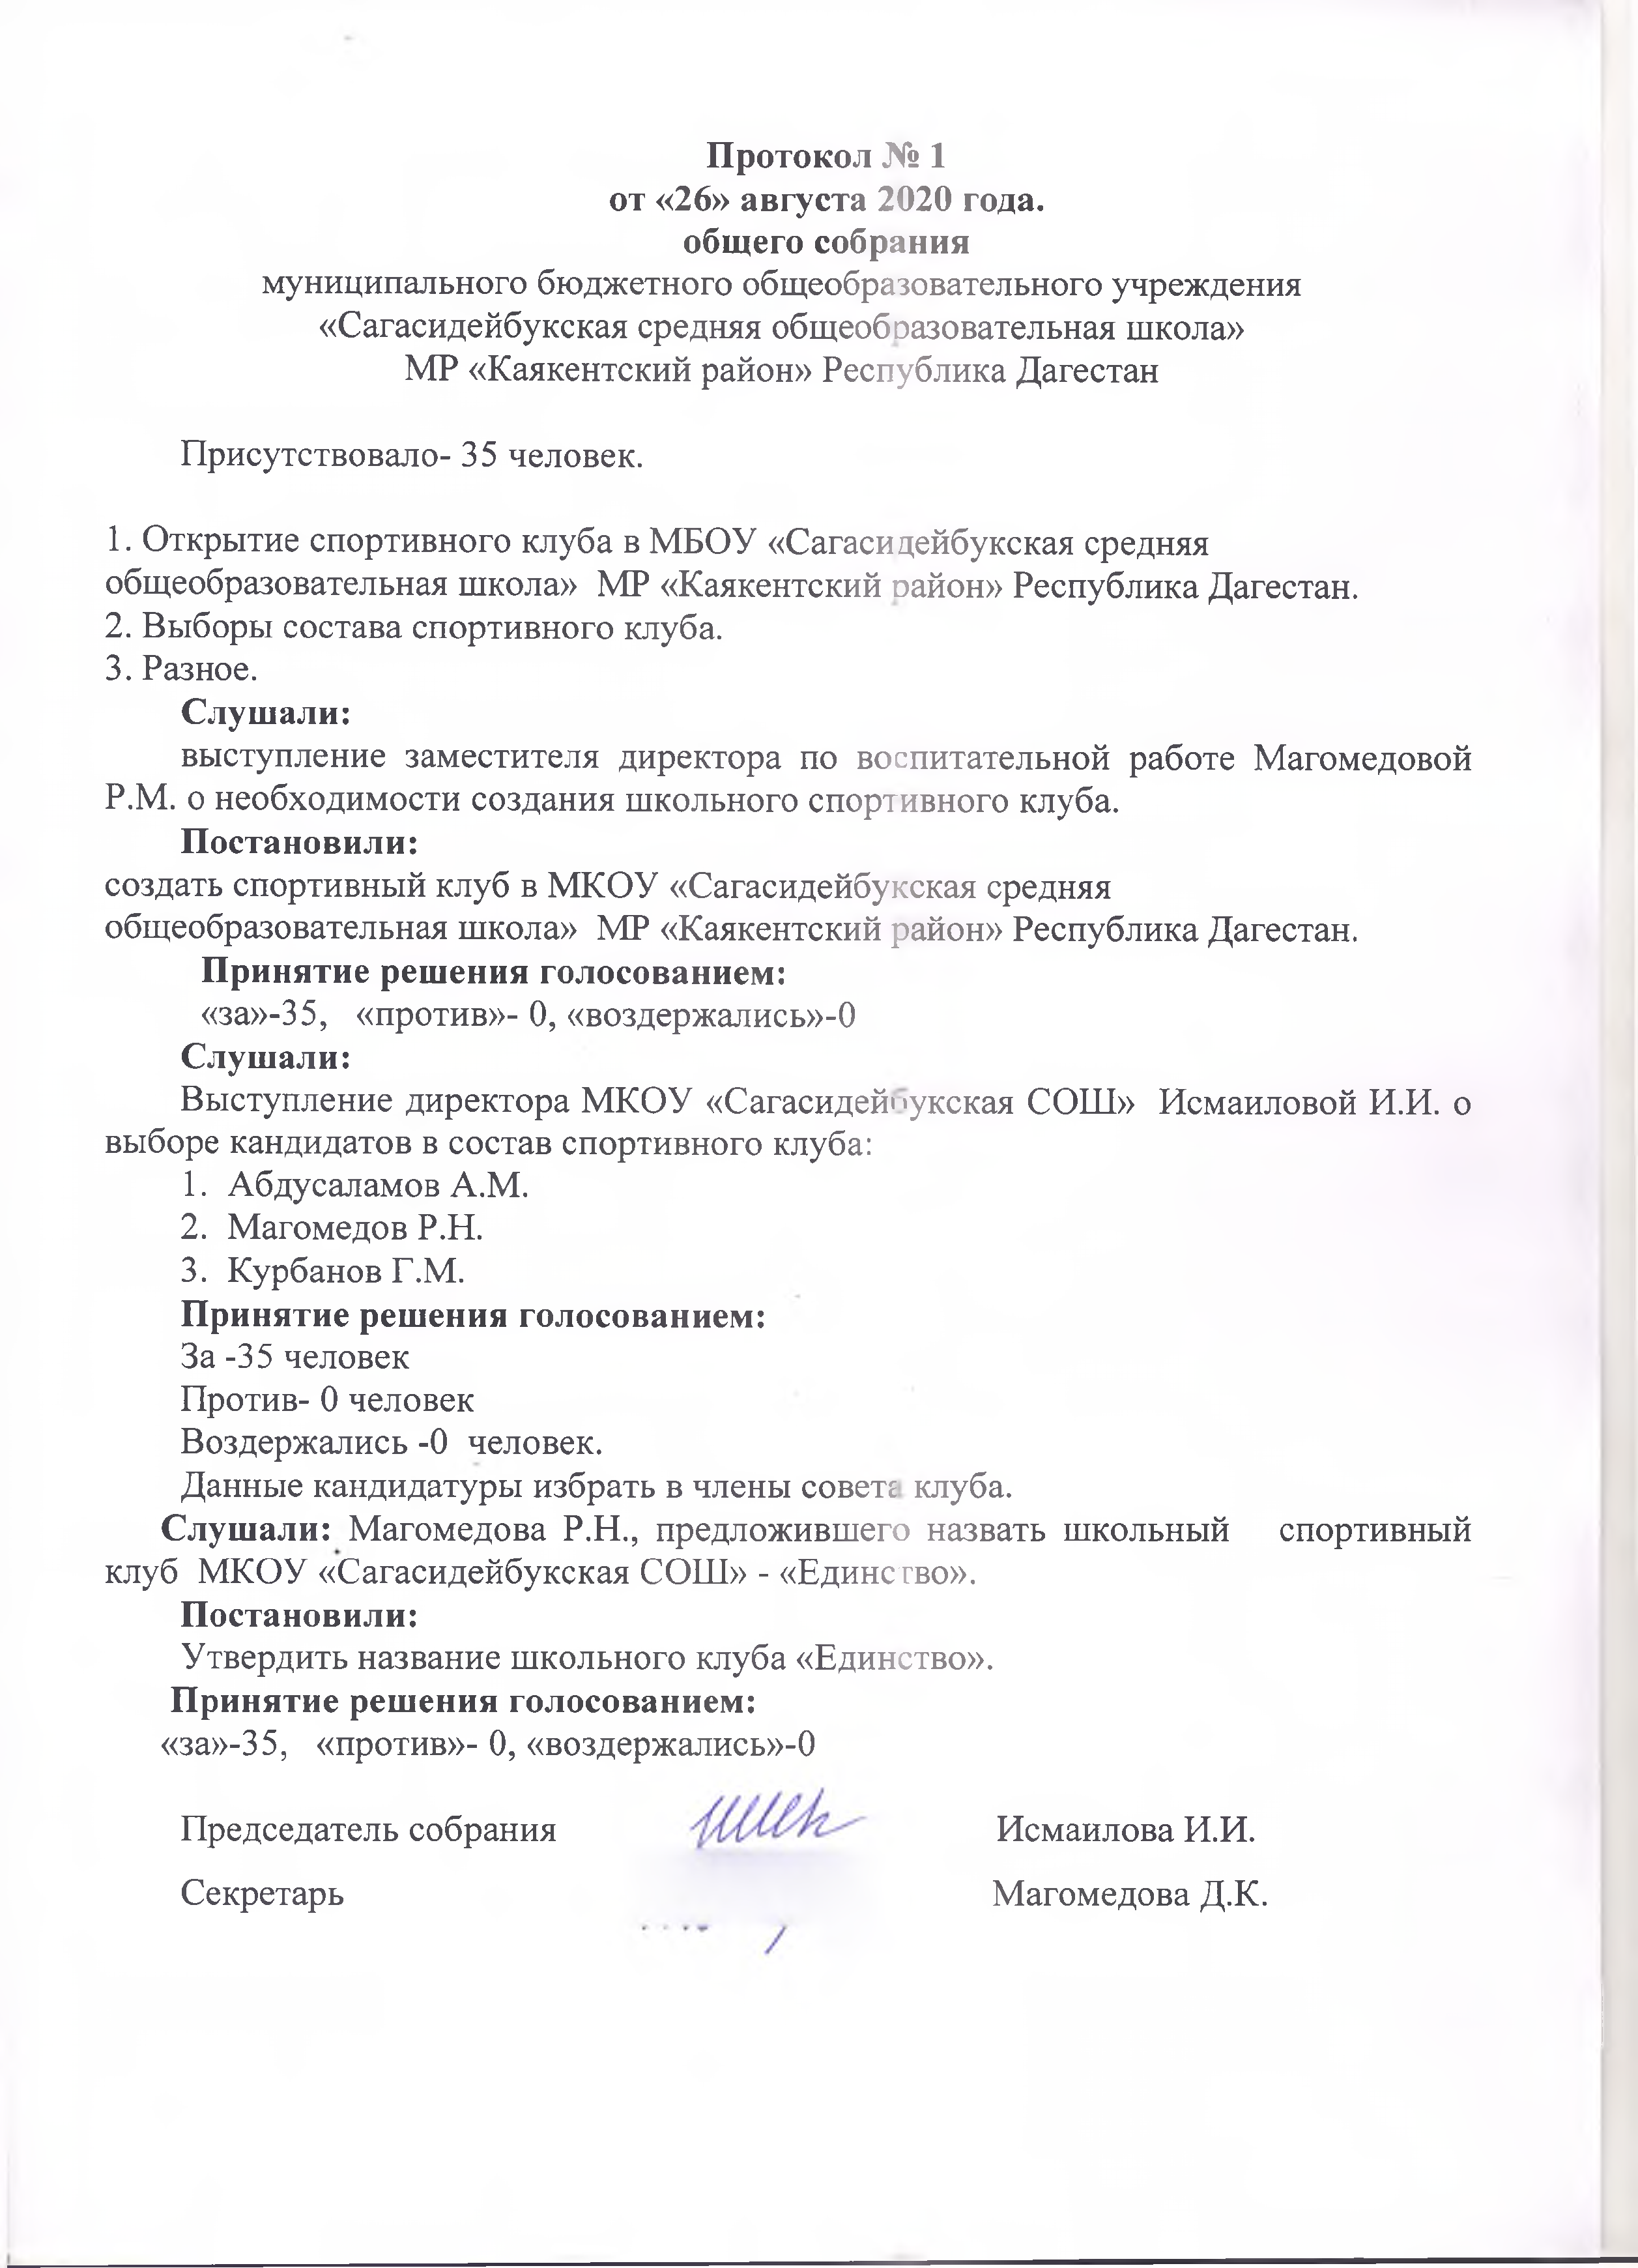 Протокол № 1
от «26» августа 2020 года.
общего собрания
муниципального бюджетного общеобразовательного учреждения
«Сагасидейбукская средняя общеобразовательная школа»
МР «Каякентский район» Республика Дагестан
Присутствовало- 35 человек.
1. Открытие спортивного клуба в МБОУ «Сагасидейбукская средняя
общеобразовательная школа» МР «Каякентский район» Республика Дагестан.
2. Выборы состава спортивного клуба.
3. Разное.
Слушали:
выступление заместителя директора по воспитательной работе Магомедовой
Р.М. о необходимости создания школьного спортивного клуба.
Постановили:
создать спортивный клуб в МКОУ «Сагасидейбукская средняя
общеобразовательная школа» МР «Каякентский район» Республика Дагестан.
Принятие решения голосованием:
«за»-35, «против»- 0, «воздержались»-0
Слушали:
Выступление директора МКОУ «Сагасидейбукская СОШ» Исмаиловой И.И. о
выборе кандидатов в состав спортивного клуба:
1. Абдусаламов А.М.
2. Магомедов Р.Н.
3. Курбанов Г.М.
Принятие решения голосованием:
За -35 человек
Против- 0 человек
Воздержались -0 человек.
Данные кандидатуры избрать в члены совета клуба.
Слушали: Магомедова Р.Н., предложившего назвать школьный спортивный
клуб МКОУ «Сагасидейбукская СОШ» - «Единство».
Постановили:
Утвердить название школьного клуба «Единство».
Принятие решения голосованием:
«за»-35, «против»- 0, «воздержались»-0
Председатель собрания Исмаилова И.И.
Секретарь Магомедова Д.К.